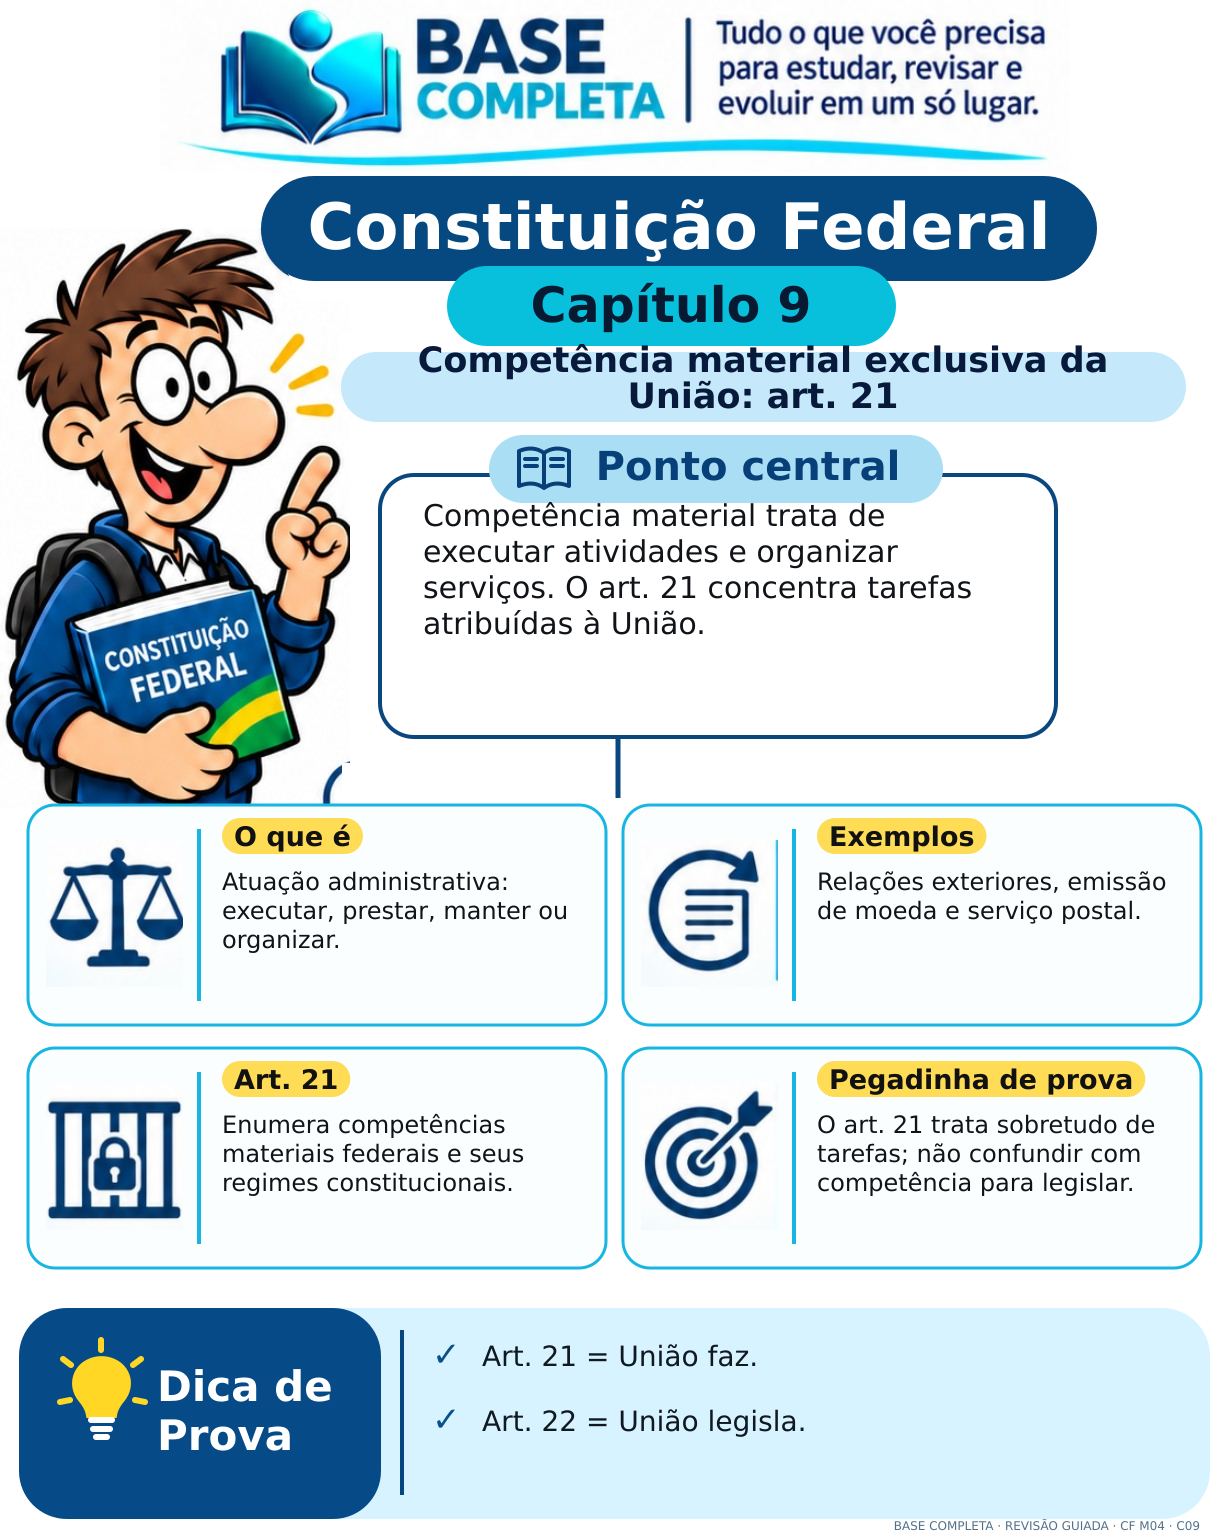 BASE
COMPLETA
Tudo o que você precisa
para estudar, revisar e
evoluir em um só lugar.
Constituição Federal
Capítulo 9
Competência material exclusiva da
União: art. 21
Ponto central
Competência material trata de
executar atividades e organizar
serviços. O art. 21 concentra tarefas
atribuídas à União.
CONSTITUIÇÃO
FEDERAL
O que é
Atuação administrativa:
executar, prestar, manter ou
organizar.
Exemplos
Relações exteriores, emissão
de moeda e serviço postal.
Art. 21
Enumera competências
materiais federais e seus
regimes constitucionais.
Pegadinha de prova
O art. 21 trata sobretudo de
tarefas; não confundir com
competência para legislar.
Dica de
Prova
✓ Art. 21 = União faz.
✓ Art. 22 = União legisla.
BASE COMPLETA · REVISÃO GUIADA · CF M04 · C09